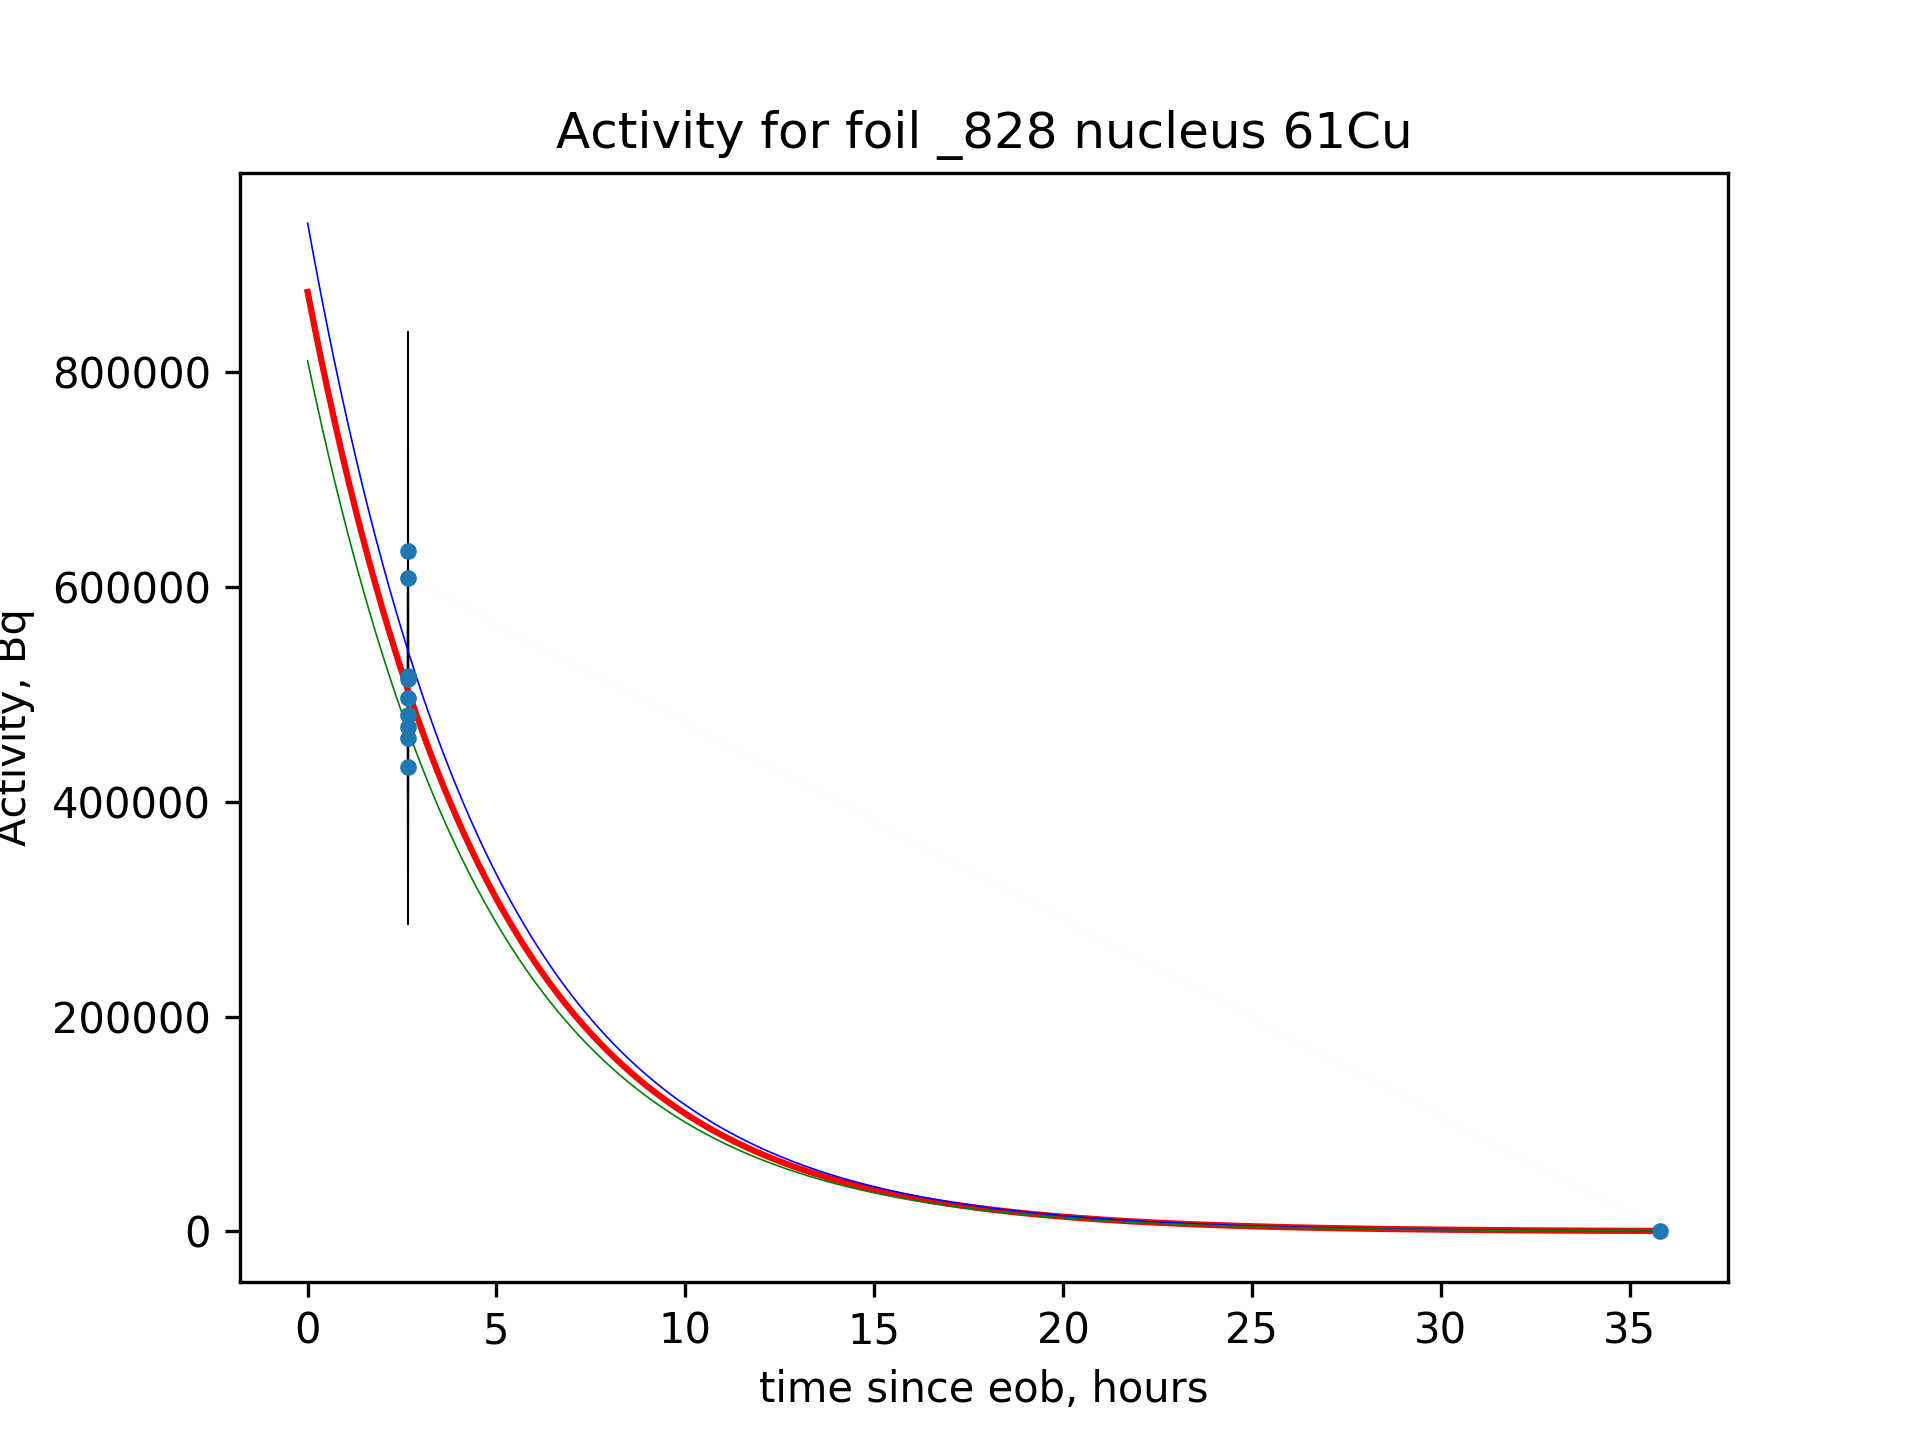 Activity for foil _828 nucleus 61Cu
Activity, Bq
800000
600000
400000
200000
0
0 5 10 15 20 25 30 35
time since eob, hours